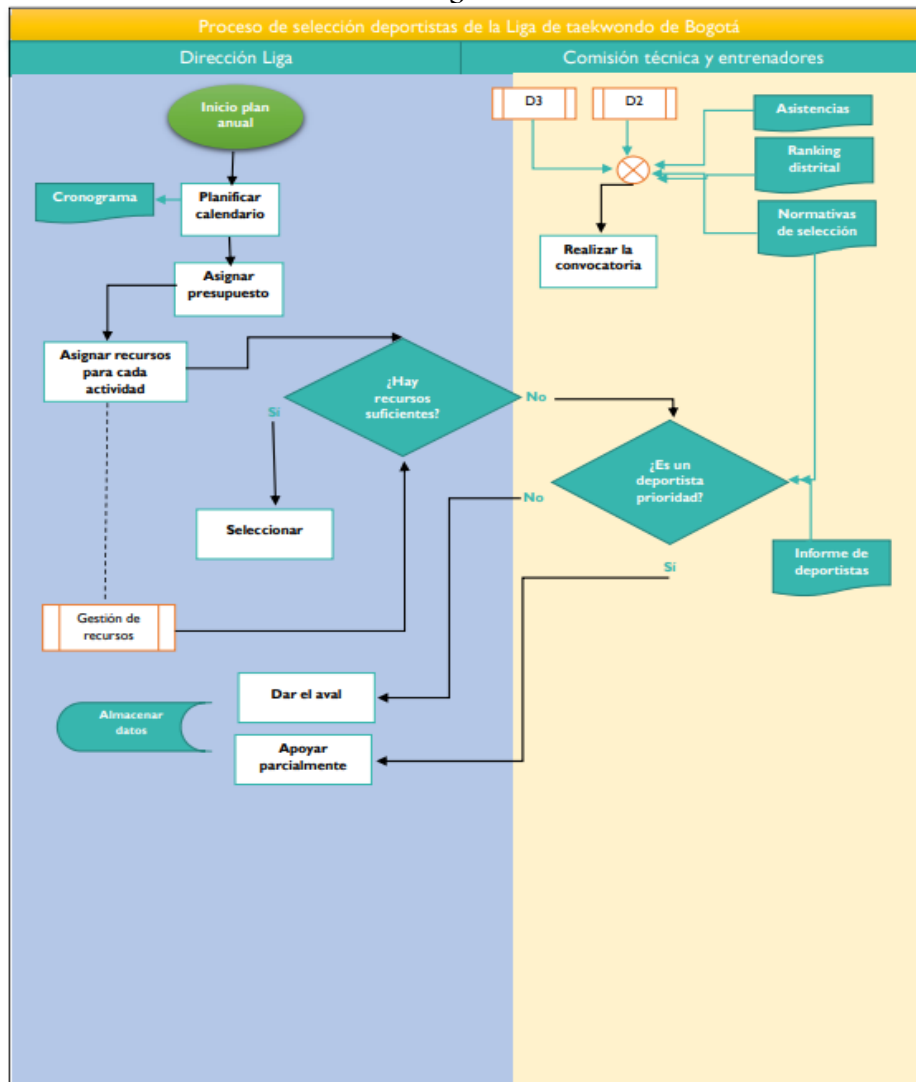 Proceso de selección deportistas de la Liga de taekwondo de Bogotá
Dirección Liga
Comisión técnica y entrenadores
Inicio plan
anual
D3
D2
Asistencias
Ranking
distrital
Cronograma
Planificar
calendario
Normativas
de selección
Realizar la
convocatoria
Asignar
presupuesto
Asignar recursos
para cada
actividad
¿Hay
recursos
suficientes?
Sí
No
¿Es un
deportista
prioridad?
No
Sí
Seleccionar
Informe de
deportistas
Gestión de
recursos
Dar el aval
Almacenar
datos
Apoyar
parcialmente